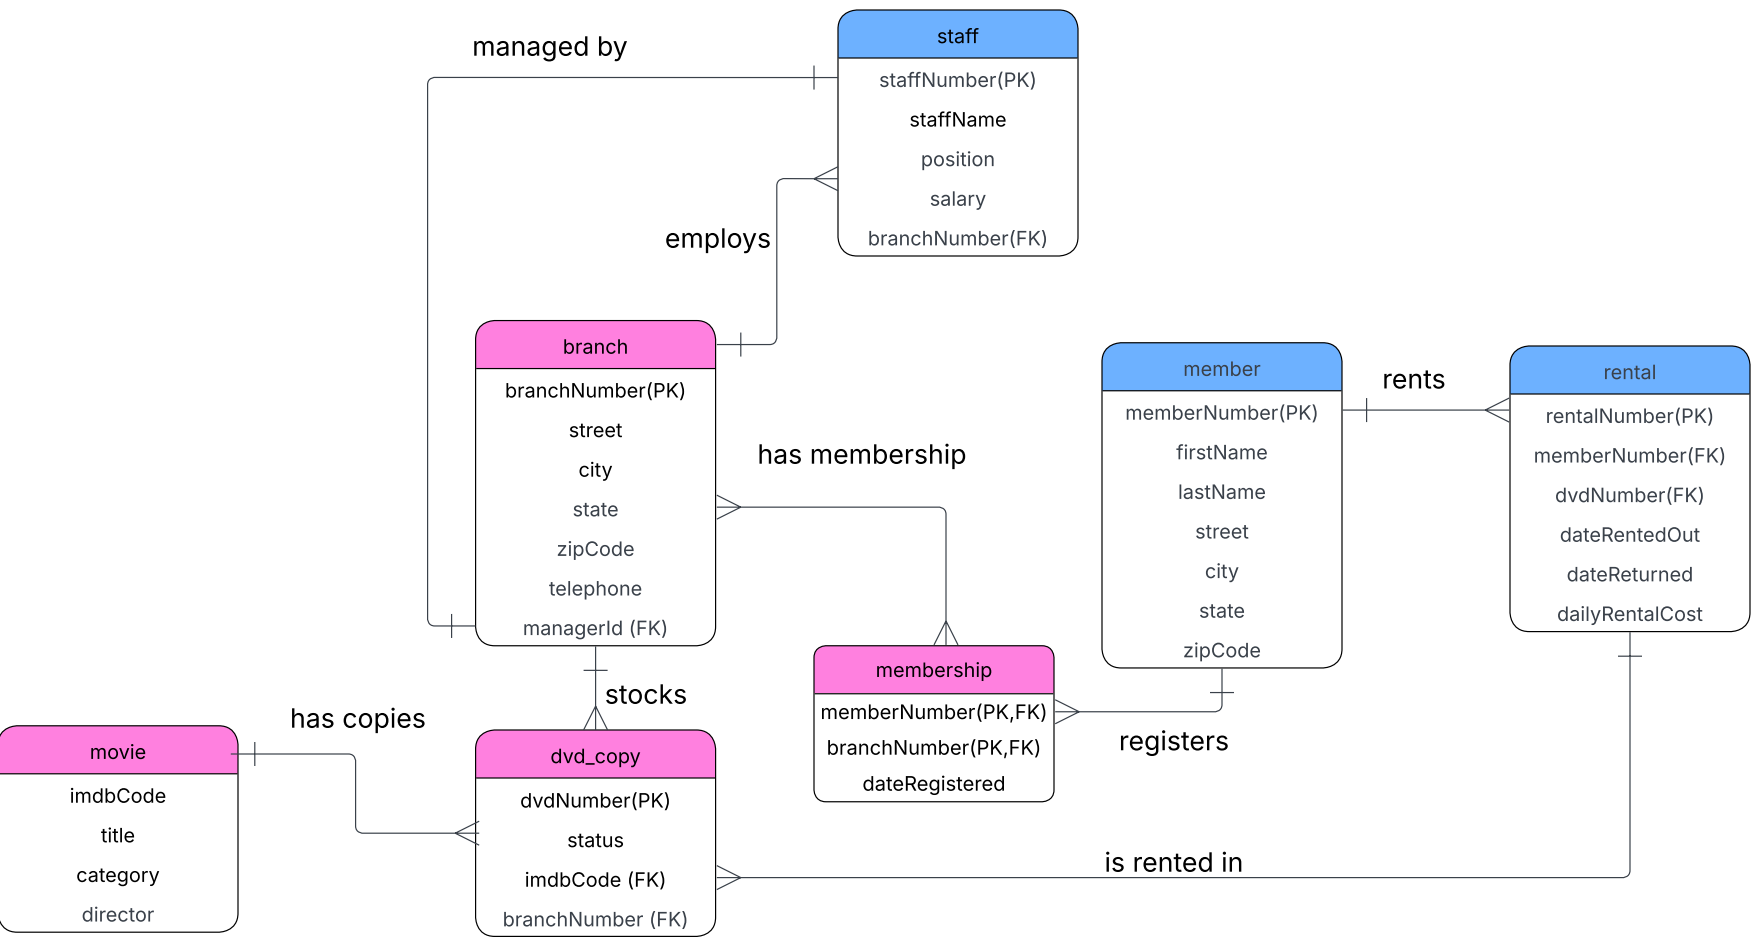 managed by
staff
staffNumber(PK)
staffName
position
salary
branchNumber(FK)
employs
branch
branchNumber(PK)
street
city
state
zipCode
telephone
managerId (FK)
has membership
member
memberNumber(PK)
firstName
lastName
street
city
state
zipCode
rents
rental
rentalNumber(PK)
memberNumber(FK)
dvdNumber(FK)
dateRentedOut
dateReturned
dailyRentalCost
stocks
has copies
movie
imdbCode
title
category
director
dvd_copy
dvdNumber(PK)
status
imdbCode (FK)
branchNumber (FK)
membership
memberNumber(PK,FK)
branchNumber(PK,FK)
dateRegistered
registers
is rented in